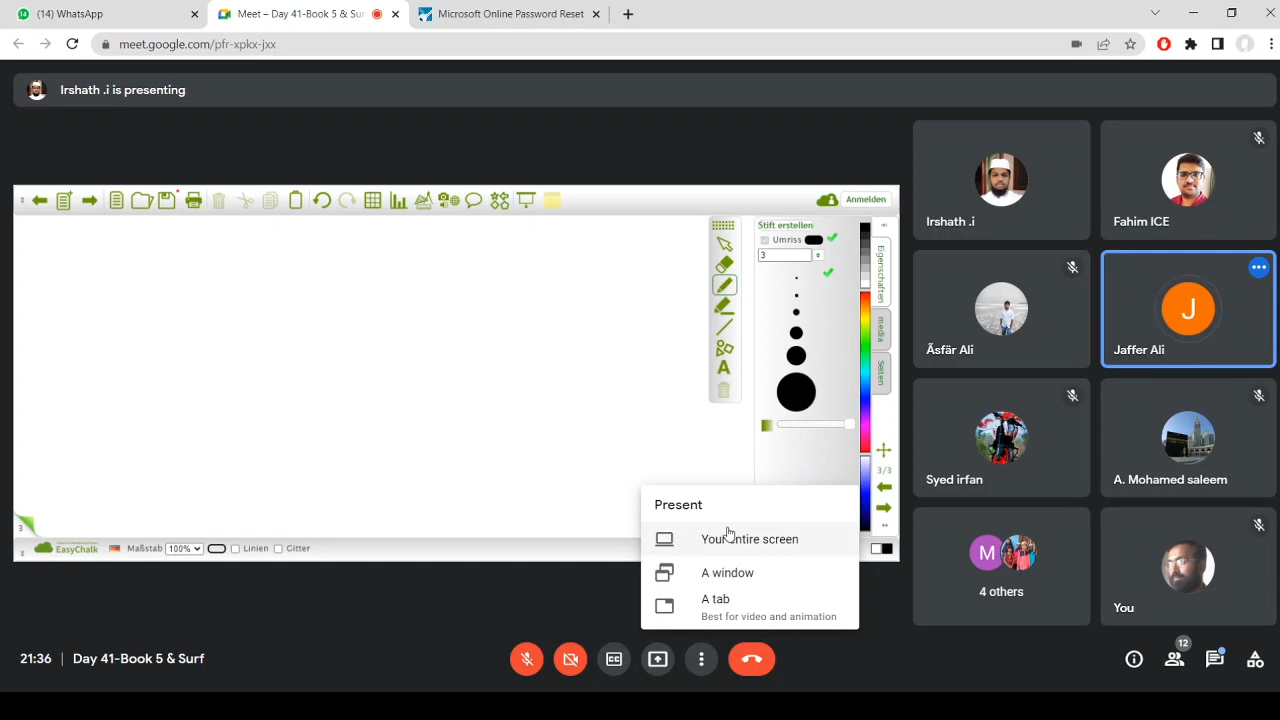 (14) WhatsApp
Meet – Day 41-Book 5 & Sur
Microsoft Online Password Reset
meet.google.com/pfr-xpkx-jxx
Irshath .i is presenting
Anmelden
Stift erstellen
Umriss
3
Eigenschaften
media
Seiten
3/3
3
EasyChalk
Maßstab
100%
Linien
Gitter
Present
Your entire screen
A window
A tab
Best for video and animation
Irshath .i
Fahim ICE
Ãsfär Ali
J
Jaffer Ali
Syed irfan
A. Mohamed saleem
M
4 others
You
21:36 | Day 41-Book 5 & Surf
12